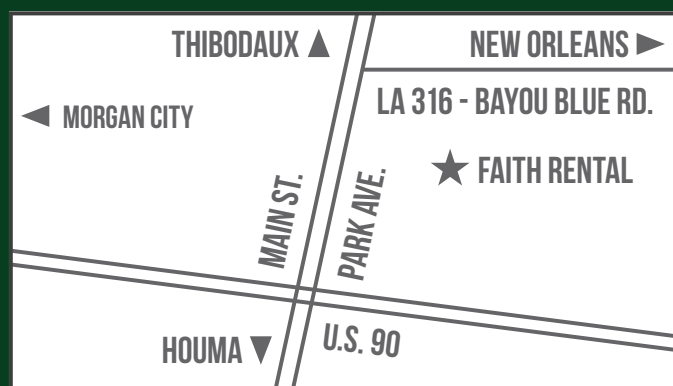 THIBODAUX
NEW ORLEANS
LA 316 - BAYOU BLUE RD.
MORGAN CITY
FAITH RENTAL
MAIN ST.
PARK AVE.
U.S. 90
HOUMA